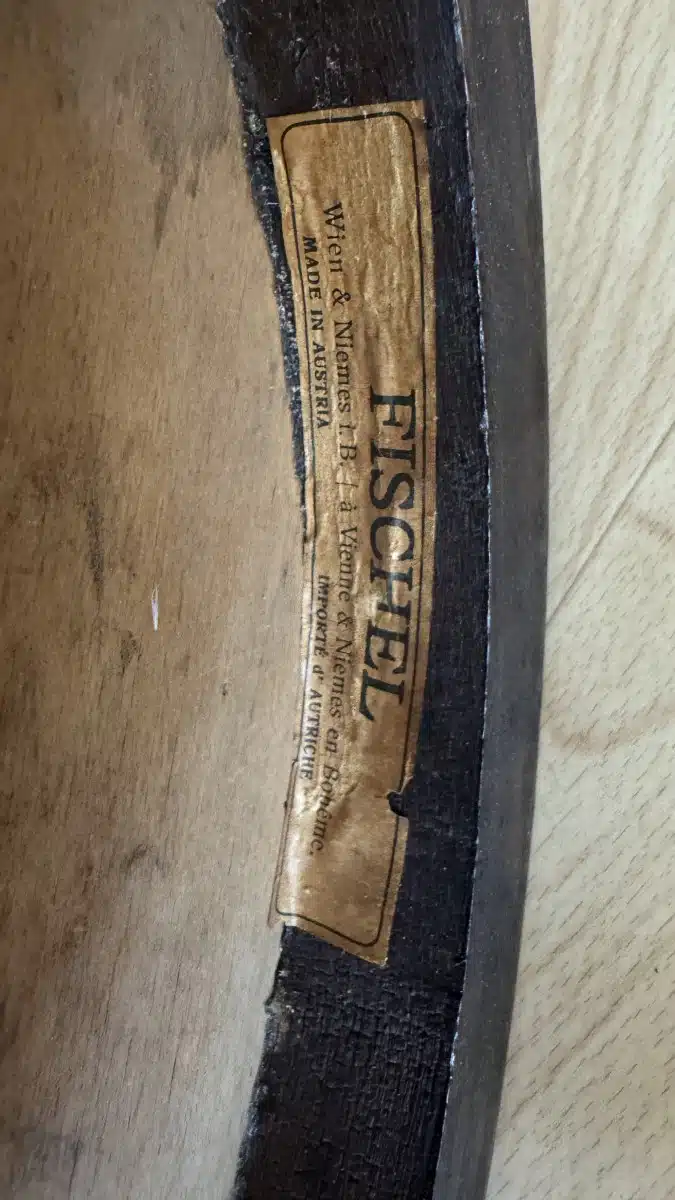 FISCHEL
Wien & Niemes i. B. / à Vienne & Niemes en Bohême.
MADE IN AUSTRIA IMPORTÉ d' AUTRICHE